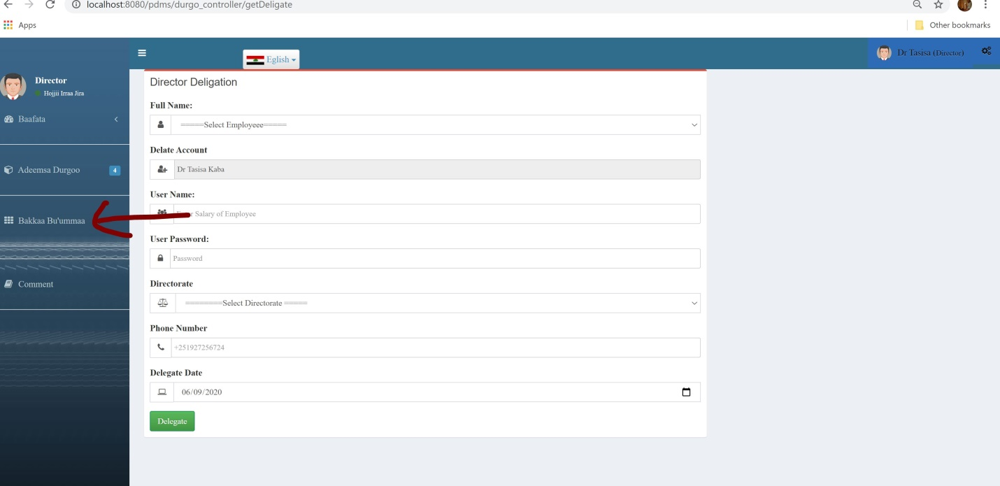 localhost:8080/pdms/durgo_controller/getDeligate
Apps
Other bookmarks
Eglish
Dr Tasisa (Director)
Director
Hojjii Irraa Jira
Baafata
Adeemsa Durgoo 4
Bakkaa Bu'ummaa
Comment
Director Deligation
Full Name:
=====Select Employeee=====
Delate Account
Dr Tasisa Kaba
User Name:
Salary of Employee
User Password:
Password
Directorate
========Select Directorate =====
Phone Number
+251927256724
Delegate Date
06/09/2020
Delegate